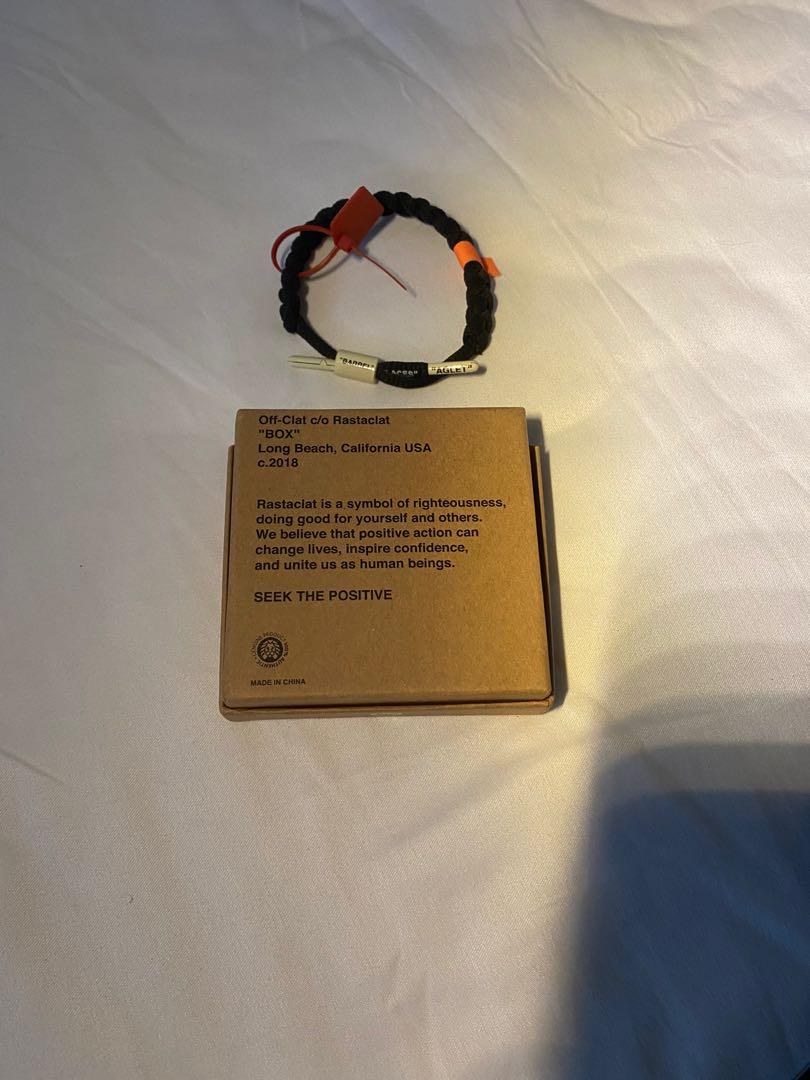 "BARREL"
"AGLET"
Off-Clat c/o Rastaclat
"BOX"
Long Beach, California USA
c.2018
Rastaclat is a symbol of righteousness,
doing good for yourself and others.
We believe that positive action can
change lives, inspire confidence,
and unite us as human beings.
SEEK THE POSITIVE
MADE IN CHINA